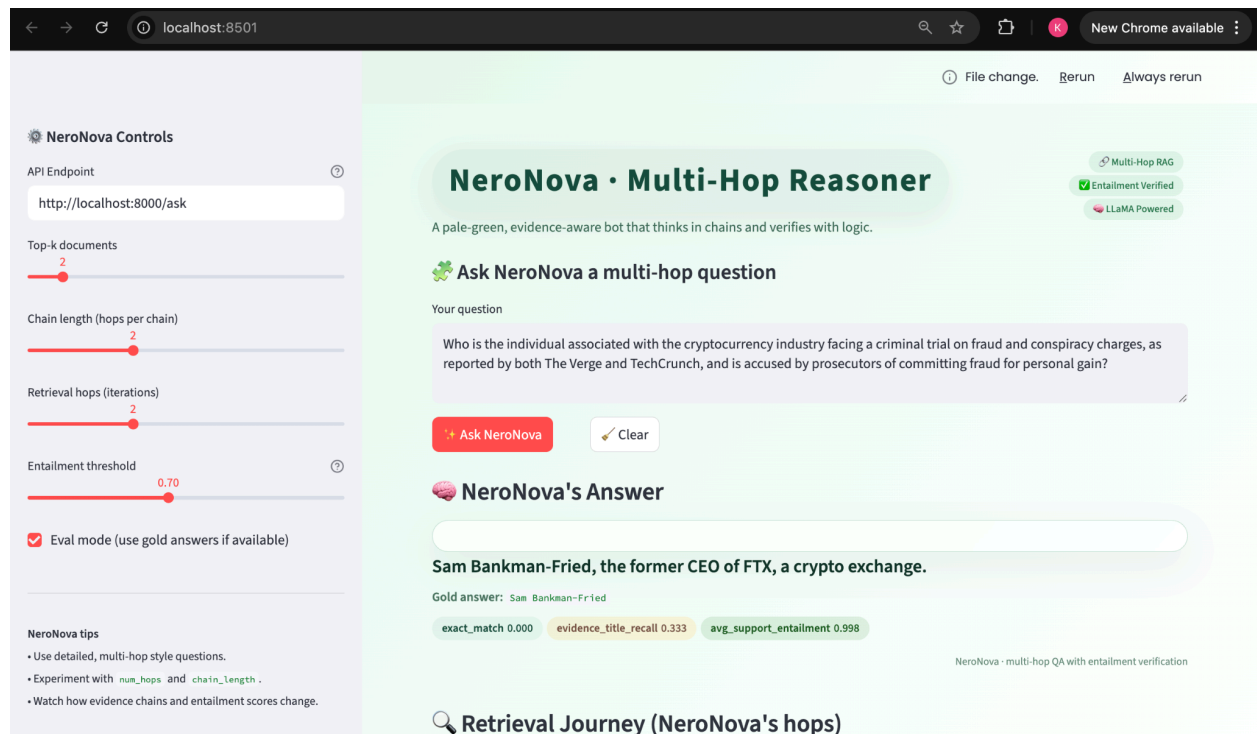 localhost:8501
K
New Chrome available
File change. Rerun Always rerun
NeroNova Controls
API Endpoint
http://localhost:8000/ask
Top-k documents
2
Chain length (hops per chain)
2
Retrieval hops (iterations)
2
Entailment threshold
0.70
Eval mode (use gold answers if available)
NeroNova tips
• Use detailed, multi-hop style questions.
• Experiment with num_hops and chain_length .
• Watch how evidence chains and entailment scores change.
NeroNova · Multi-Hop Reasoner
Multi-Hop RAG
Entailment Verified
LLaMA Powered
A pale-green, evidence-aware bot that thinks in chains and verifies with logic.
Ask NeroNova a multi-hop question
Your question
Who is the individual associated with the cryptocurrency industry facing a criminal trial on fraud and conspiracy charges, as
reported by both The Verge and TechCrunch, and is accused by prosecutors of committing fraud for personal gain?
Ask NeroNova
Clear
NeroNova's Answer
Sam Bankman-Fried, the former CEO of FTX, a crypto exchange.
Gold answer: Sam Bankman-Fried
exact_match 0.000
evidence_title_recall 0.333
avg_support_entailment 0.998
NeroNova · multi-hop QA with entailment verification
Retrieval Journey (NeroNova's hops)